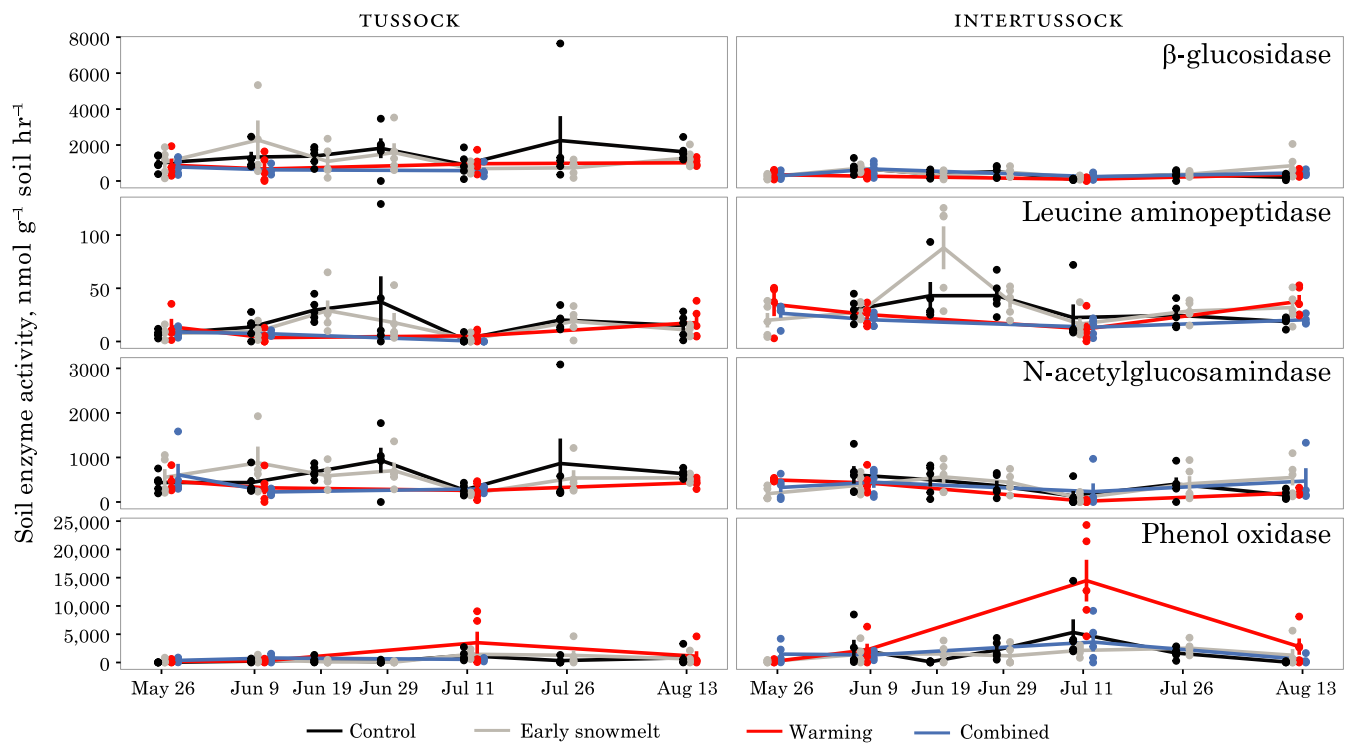 TUSSOCK
INTERTUSSOCK
Soil enzyme activity, nmol g⁻¹ soil hr⁻¹
8000
6000
4000
2000
0
β-glucosidase
100
50
0
Leucine aminopeptidase
3000
2000
1000
0
N-acetylglucosamindase
25,000
20,000
15,000
10,000
5,000
0
Phenol oxidase
May 26 Jun 9 Jun 19 Jun 29 Jul 11 Jul 26 Aug 13
May 26 Jun 9 Jun 19 Jun 29 Jul 11 Jul 26 Aug 13
Control Early snowmelt Warming Combined